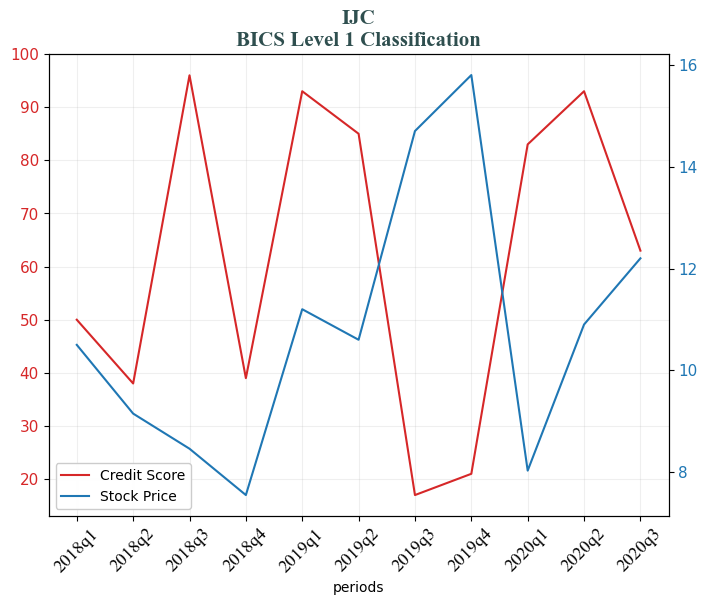 IJC
BICS Level 1 Classification
100
90
80
70
60
50
40
30
20
16
14
12
10
8
Credit Score
Stock Price
2018q1
2018q2
2018q3
2018q4
2019q1
2019q2
2019q3
2019q4
2020q1
2020q2
2020q3
periods